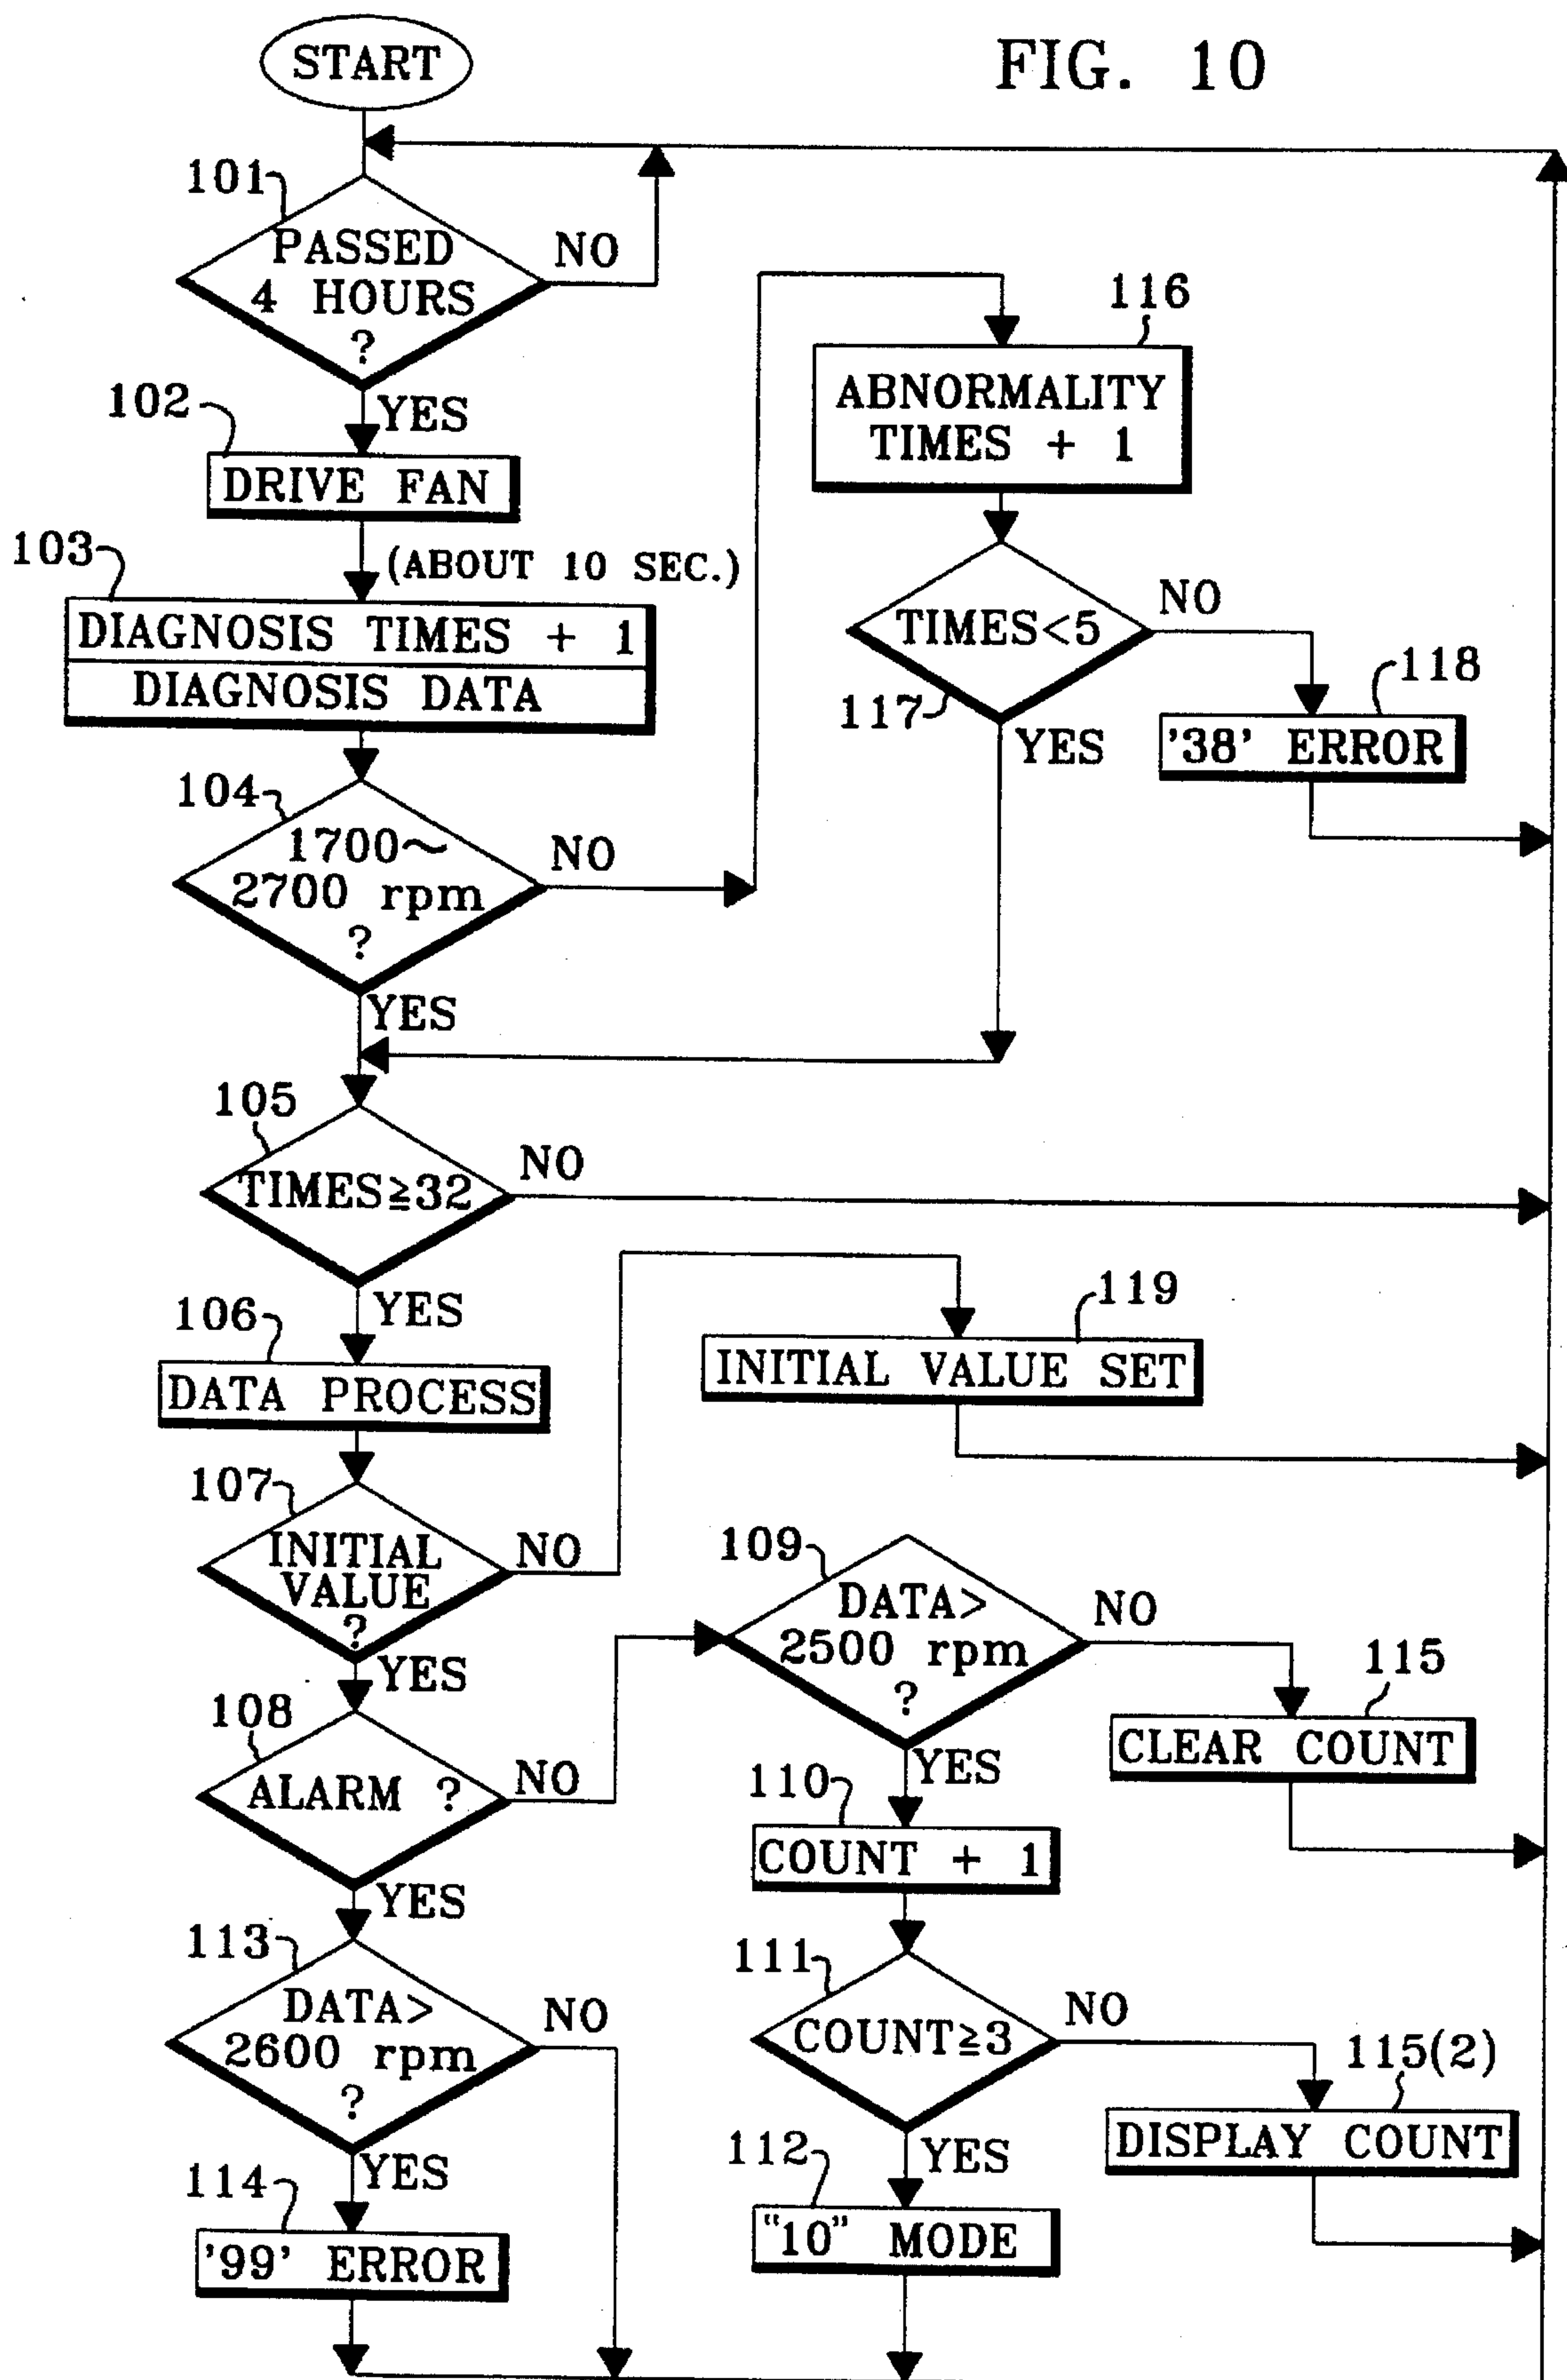 START
FIG. 10
101
PASSED
4 HOURS
?
NO
YES
102
DRIVE FAN
(ABOUT 10 SEC.)
103
DIAGNOSIS TIMES + 1
DIAGNOSIS DATA
104
1700~
2700 rpm
?
NO
YES
116
ABNORMALITY
TIMES + 1
TIMES<5
NO
117
YES
118
'38' ERROR
105
TIMES≧32
NO
YES
106
DATA PROCESS
119
INITIAL VALUE SET
107
INITIAL
VALUE
?
NO
YES
108
ALARM ?
NO
YES
109
DATA>
2500 rpm
?
NO
YES
115
CLEAR COUNT
110
COUNT + 1
111
COUNT≧3
NO
YES
115(2)
DISPLAY COUNT
112
"10" MODE
113
DATA>
2600 rpm
?
NO
YES
114
'99' ERROR